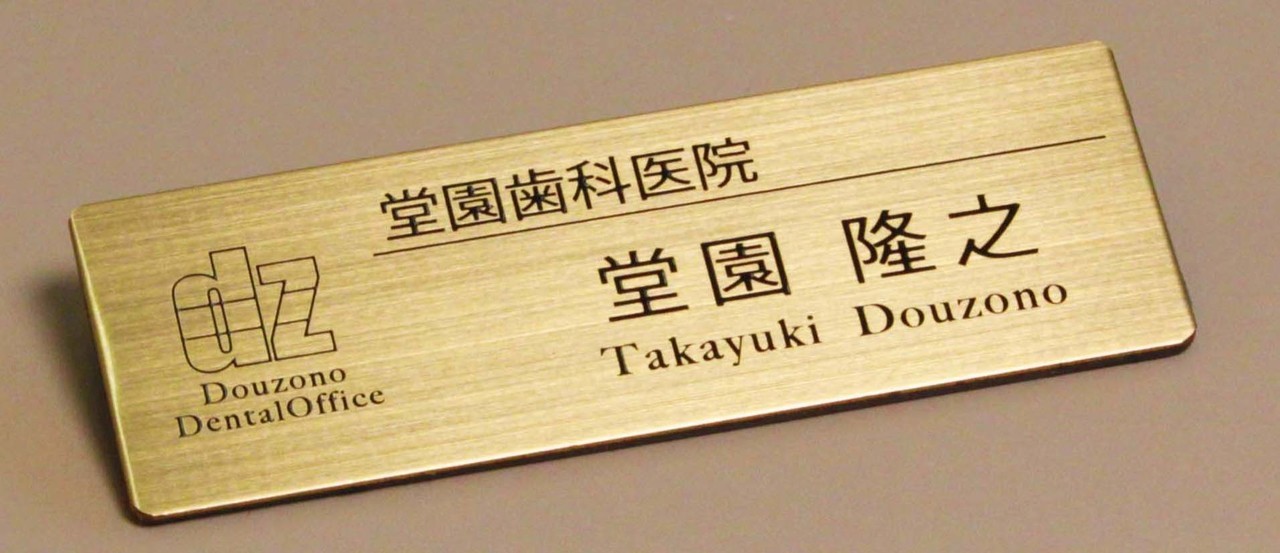 堂園歯科医院
dz
Douzono
DentalOffice
堂園 隆之
Takayuki Douzono